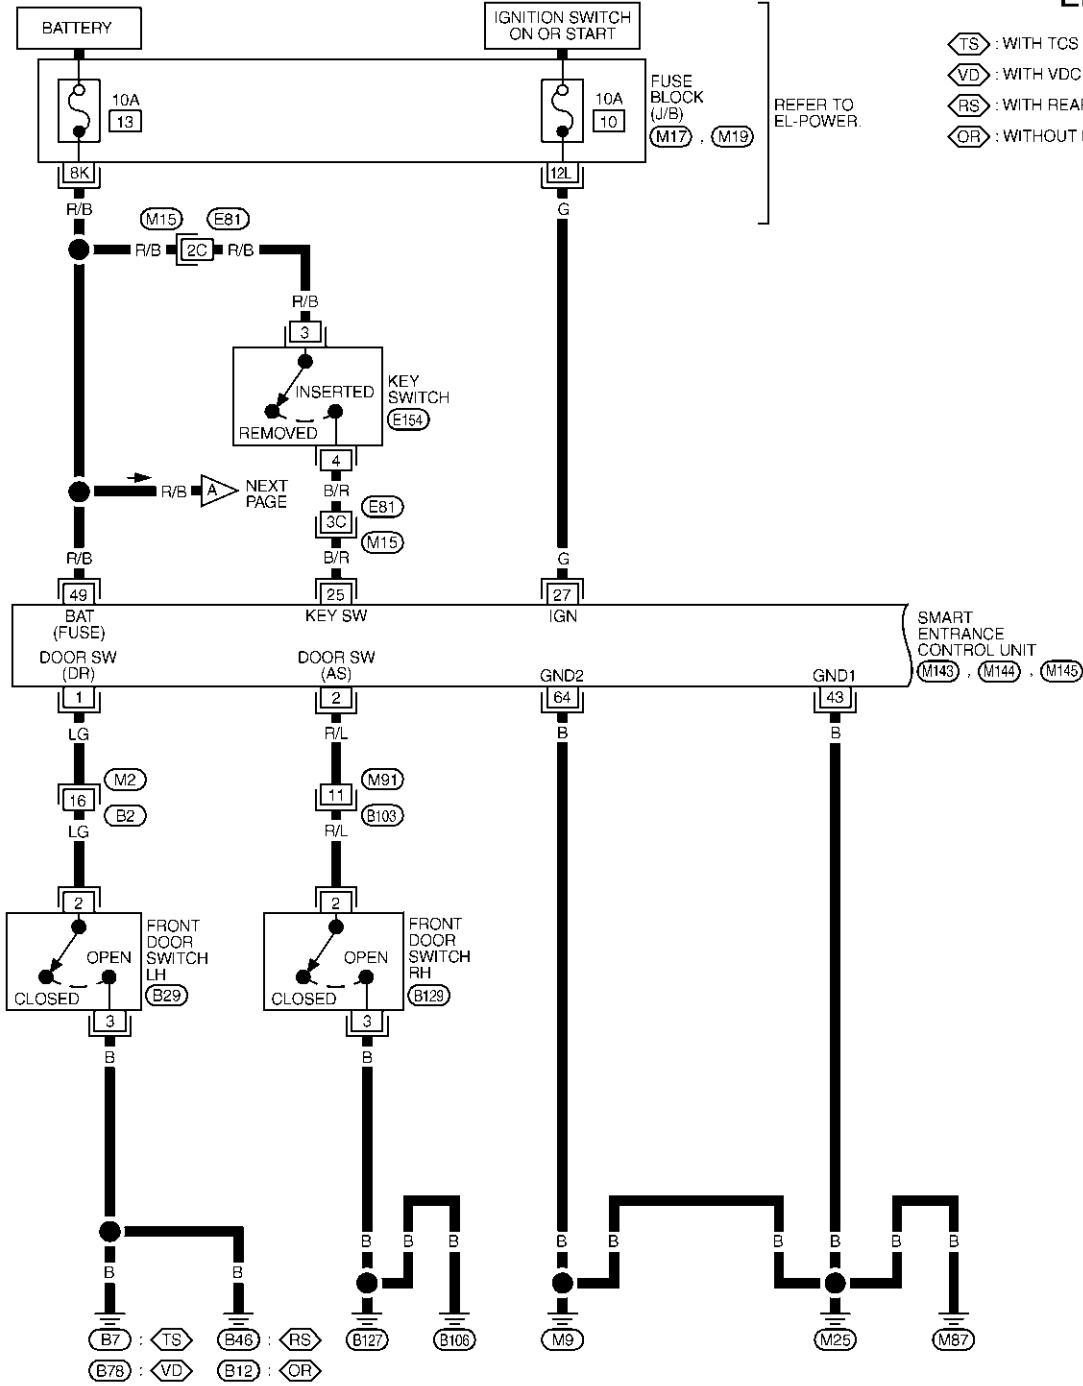 BATTERY
IGNITION SWITCH
ON OR START
TS : WITH TCS
VD : WITH VDC
RS : WITH
OR : WITHOUT
10A
13
10A
10
FUSE
BLOCK
(J/B)
M17 , M19
REFER TO
EL-POWER.
8K
12L
R/B
G
M15
E81
R/B
2C
R/B
R/B
3
INSERTED
REMOVED
KEY
SWITCH
E154
4
R/B
A
NEXT
PAGE
B/R
3C
E81
M15
R/B
B/R
G
49
25
27
BAT
(FUSE)
KEY SW
IGN
SMART
ENTRANCE
CONTROL UNIT
M143 , M144 , M145
DOOR SW
(DR)
DOOR SW
(AS)
GND2
GND1
1
2
64
43
LG
R/L
B
B
M2
16
B2
M91
11
B103
LG
R/L
2
2
OPEN
CLOSED
FRONT
DOOR
SWITCH
LH
B29
OPEN
CLOSED
FRONT
DOOR
SWITCH
RH
B129
3
3
B
B
B
B
B
B
B
B
B
B
B
B
B
B7 : TS
B46 : RS
B127
B106
M9
M25
M87
B78 : VD
B12 : OR